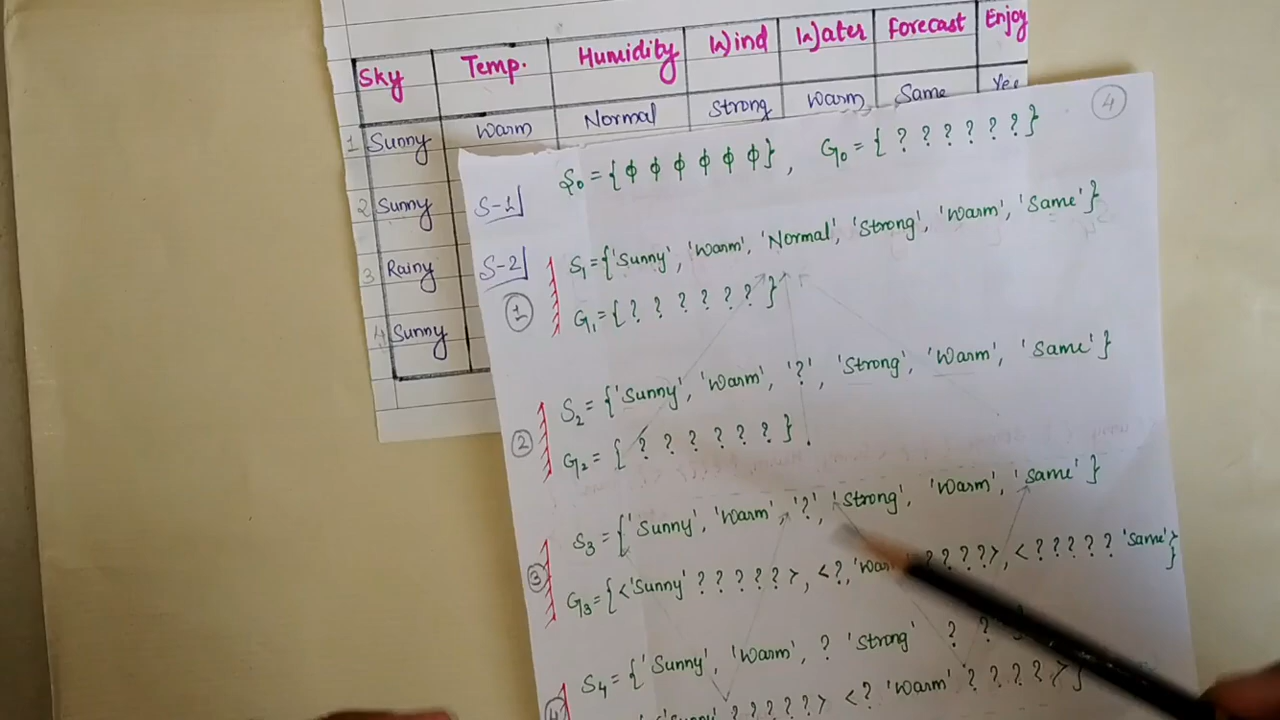 Sky Temp. Humidity Wind Water Forecast Enjoy
1 Sunny Warm Normal Strong Warm Same Yes
2 Sunny
3 Rainy
4 Sunny
4
S0 = {ϕ ϕ ϕ ϕ ϕ ϕ}, G0 = { ? ? ? ? ? ? }
S-1
S-2
1
S1 = {'Sunny', 'Warm', 'Normal', 'Strong', 'Warm', 'Same'}
G1 = { ? ? ? ? ? ? }
2
S2 = {'Sunny', 'Warm', '?', 'Strong', 'Warm', 'Same'}
G2 = { ? ? ? ? ? ? }
3
S3 = {'Sunny', 'Warm', '?', 'Strong', 'Warm', 'Same'}
G3 = {<'Sunny' ? ? ? ? ? >, < ?, ? ? ? ? >, < ? ? ? ? ? 'Same'> }
4
S4 = {'Sunny', 'Warm', ? 'Strong' ? ? }
'Sunny' ? ? ? ? ? > < ? 'Warm' ? ? ? ? > }